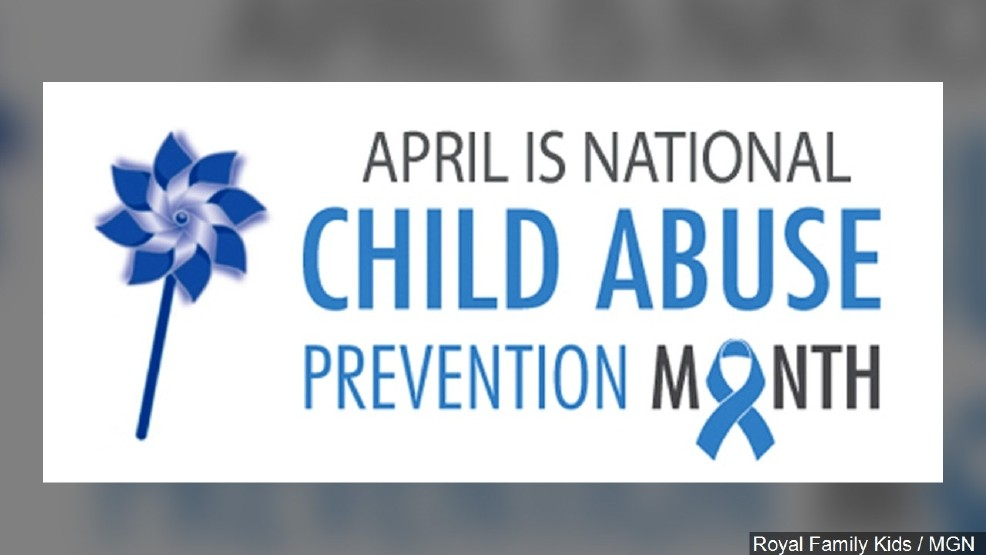 APRIL IS NATIONAL
CHILD ABUSE
PREVENTION MONTH
Royal Family Kids / MGN